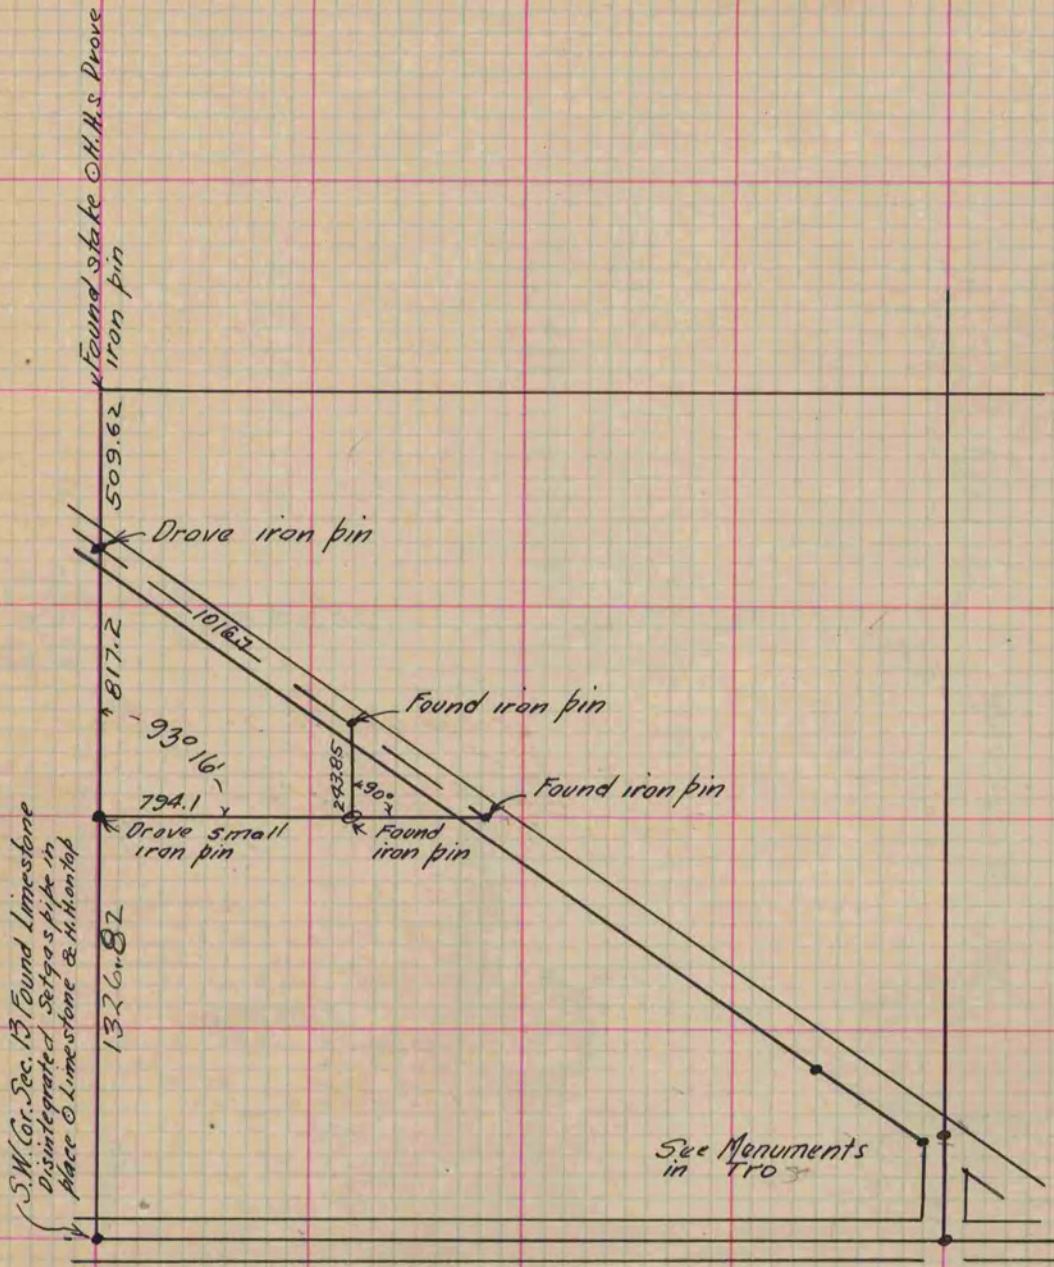 Found stake O H.H.S Drove
iron pin
509.62
Drove iron pin
1016.7
817.2
Found iron pin
93° 16'
243.85
90°
Found iron pin
794.1
Drove small
iron pin
Found
iron pin
S.W. Cor. Sec. 13 Found Limestone
Disintegrated Set gas pipe in
place O Limestone & M.H. on top
1326.82
See Monuments
in Tro